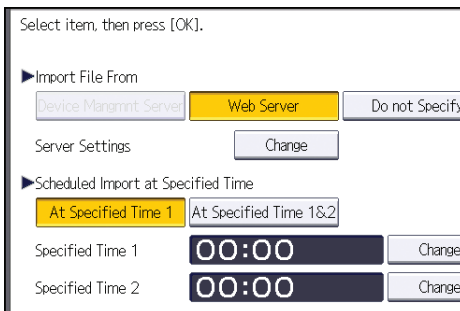 Select item, then press [OK].
▶Import File From
Device Mangmnt Server Web Server Do not Specify
Server Settings Change
▶Scheduled Import at Specified Time
At Specified Time 1 At Specified Time 1&2
Specified Time 1 00:00 Change
Specified Time 2 00:00 Change